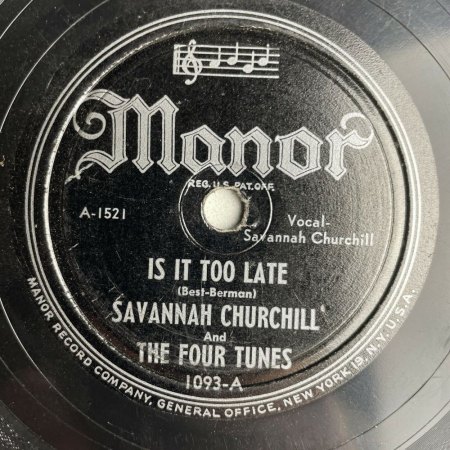 Manor
REG. U.S. PAT. OFF.
A-1521
Vocal-
Savannah Churchill
IS IT TOO LATE
(Best-Berman)
SAVANNAH CHURCHILL
And
THE FOUR TUNES
1093-A
MANOR RECORD COMPANY, GENERAL OFFICE, NEW YORK 19, N.Y., U.S.A.